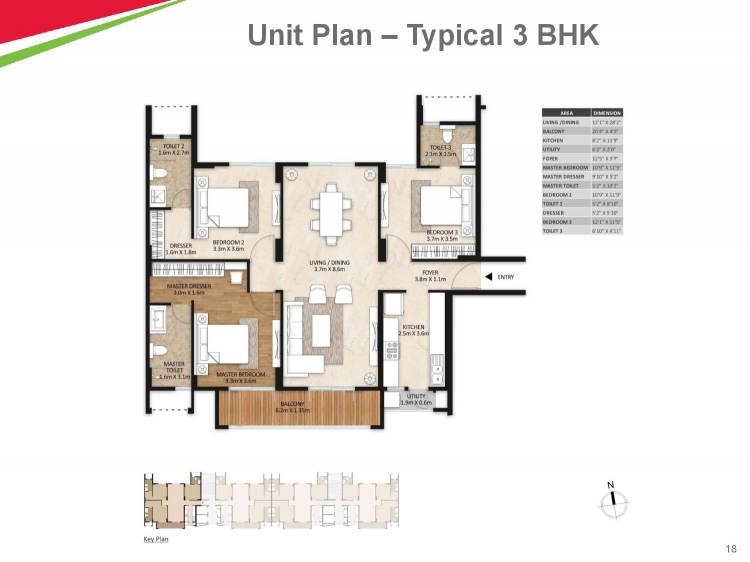 Unit Plan – Typical 3 BHK
TOILET 2
1.6m X 2.7m
TOILET 3
2.1m X 1.5m
DRESSER
1.6m X 1.8m
BEDROOM 2
3.3m X 3.6m
BEDROOM 3
3.7m X 3.5m
LIVING / DINING
3.7m X 8.6m
FOYER
3.8m X 1.1m
ENTRY
MASTER DRESSER
3.0m X 1.6m
KITCHEN
2.5m X 3.6m
MASTER
TOILET
1.6m X 3.1m
MASTER BEDROOM
3.3m X 3.6m
UTILITY
1.9m X 0.6m
BALCONY
6.2m X 1.35m
AREA DIMENSION
LIVING /DINING 12'1" X 28'2"
BALCONY 20'4" X
KITCHEN 8'2" X 11'9"
UTILITY 6'2" X 2'0"
FOYER 12'5" X 3'7"
MASTER BEDROOM 10'9" X 11'9"
MASTER DRESSER 9'10" X 5'2"
MASTER TOILET 5'2" X 10'2"
BEDROOM 2 10'9" X 11'9"
TOILET 2 5'2" X 8'10"
DRESSER 5'2" X 5'10"
BEDROOM 3 12'1" X 11'5"
TOILET 3 6'10" X 4'11"
N
Key Plan
18